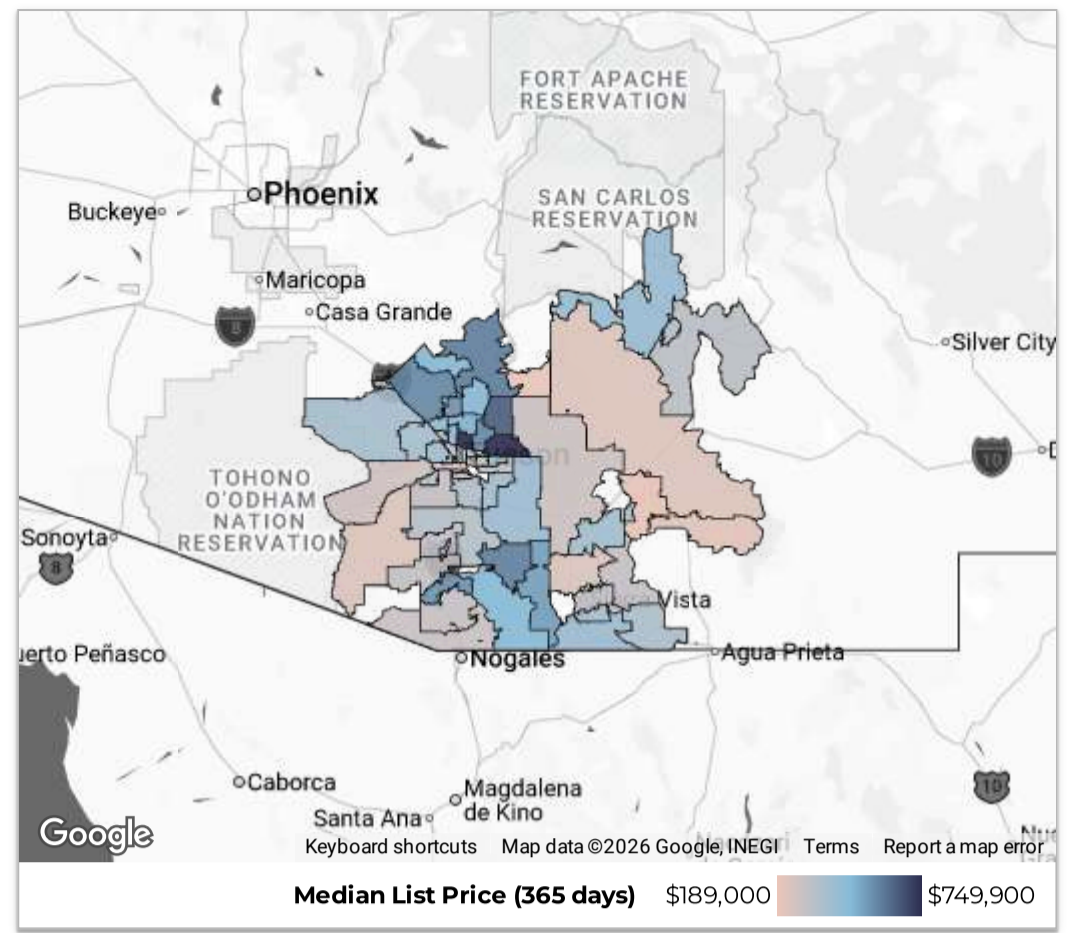 FORT APACHE
RESERVATION
SAN CARLOS
RESERVATION
Phoenix
Buckeye
Maricopa
Casa Grande
8
Silver City
10
TOHONO
O'ODHAM
NATION
RESERVATION
Sonoyta
8
Vista
Nogales
Agua Prieta
Peñasco
Caborca
Magdalena
de Kino
Santa Ana
10
Google
Keyboard shortcuts Map data ©2026 Google, INEGI Terms Report a map error
Median List Price (365 days) $189,000 $749,900